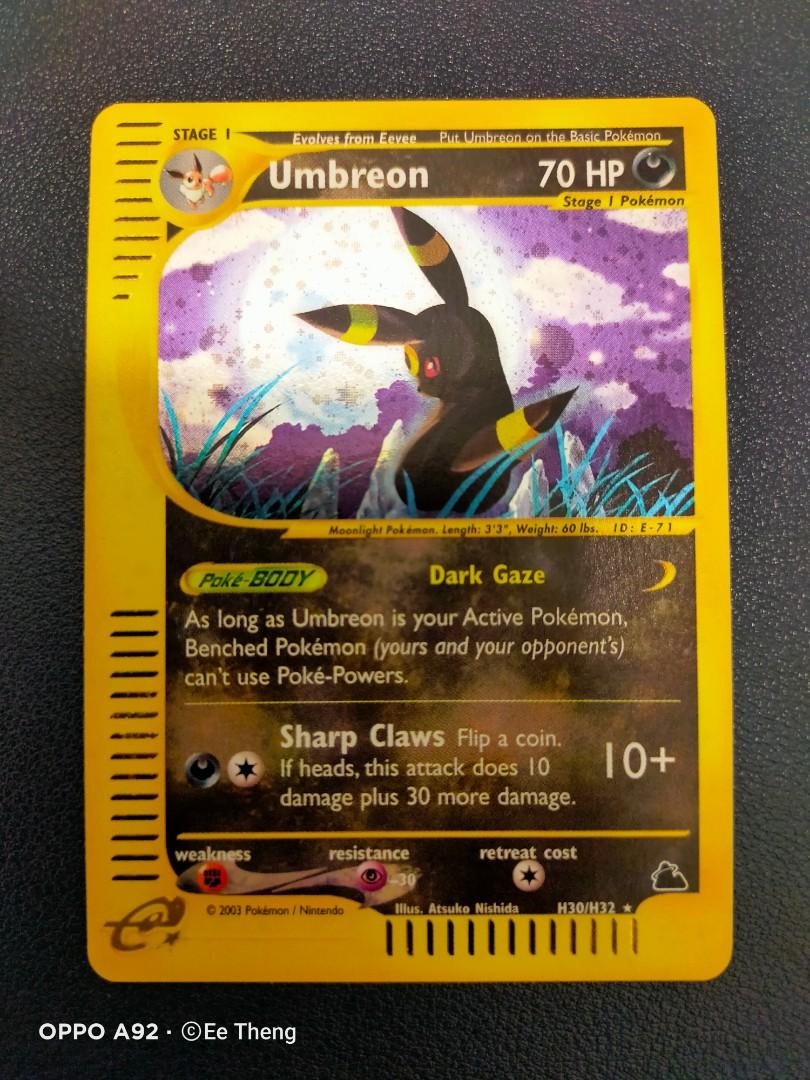 STAGE 1
Evolves from Eevee Put Umbreon on the Basic Pokémon
Umbreon 70 HP
Stage 1 Pokémon
Moonlight Pokémon. Length: 3'3", Weight: 60 lbs. ID: E-71
Poké-BODY Dark Gaze
As long as Umbreon is your Active Pokémon,
Benched Pokémon (yours and your opponent's)
can't use Poké-Powers.
Sharp Claws Flip a coin.
If heads, this attack does 10
damage plus 30 more damage.
10+
weakness resistance retreat cost
-30
© 2003 Pokémon / Nintendo Illus. Atsuko Nishida H30/H32 ★
e
OPPO A92 · ©Ee Theng